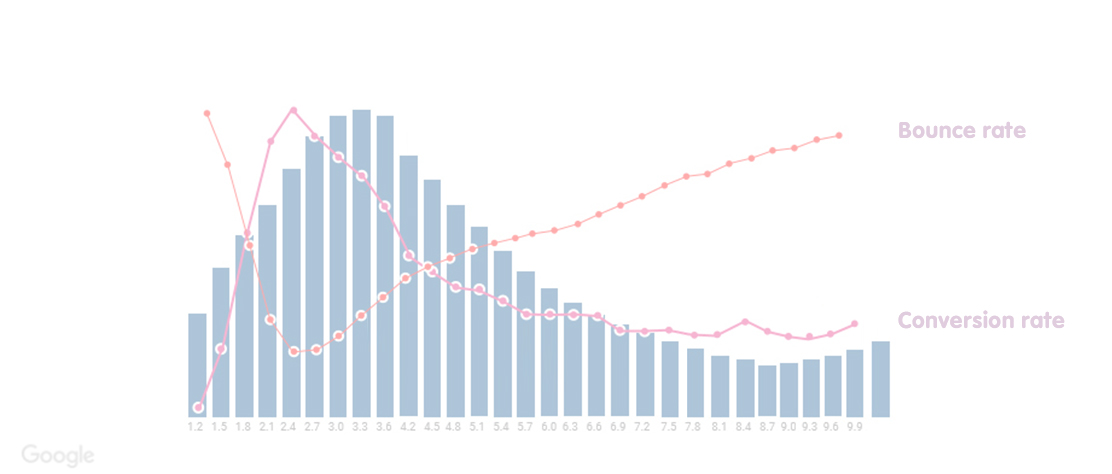 Bounce rate
Conversion rate
1.2 1.5 1.8 2.1 2.4 2.7 3.0 3.3 3.6 4.2 4.5 4.8 5.1 5.4 5.7 6.0 6.3 6.6 6.9 7.2 7.5 7.8 8.1 8.4 8.7 9.0 9.3 9.6 9.9
Google